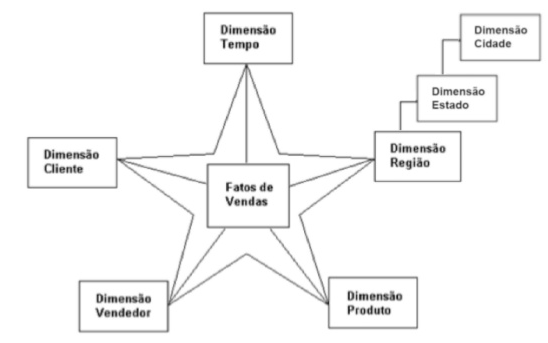 Dimensão
Tempo
Dimensão
Cidade
Dimensão
Estado
Dimensão
Cliente
Dimensão
Região
Fatos de
Vendas
Dimensão
Vendedor
Dimensão
Produto